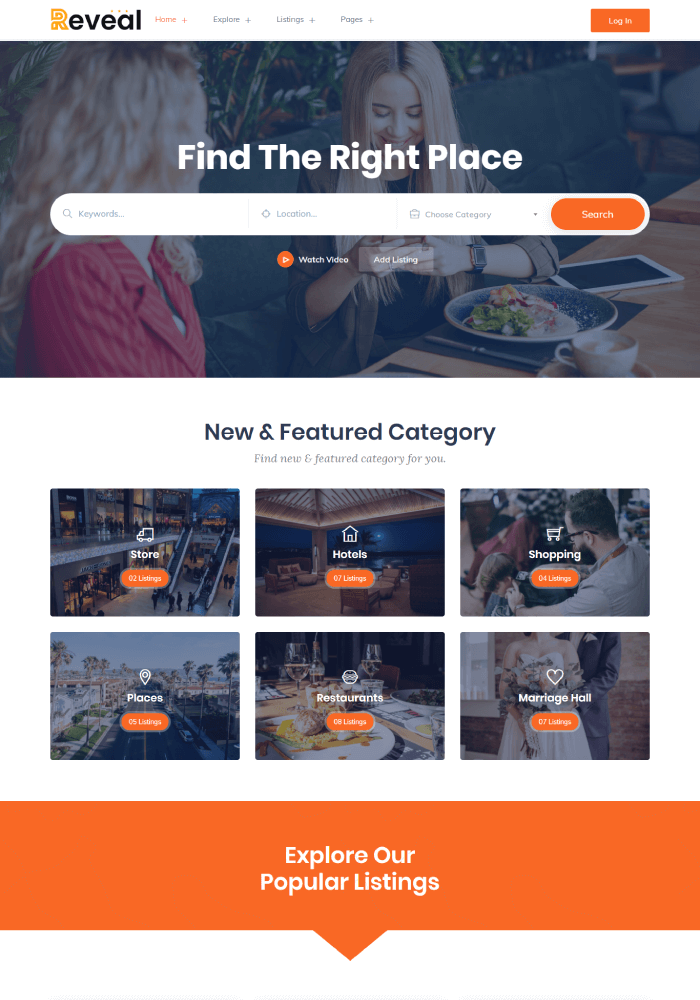 Reveal
Home + Explore + Listings + Pages +
Log In
Find The Right Place
Keywords... Location... Choose Category Search
Watch Video Add Listing
New & Featured Category
Find new & featured category for you.
Store Hotels Shopping
02 Listings 07 Listings 04 Listings
Places Restaurants Marriage Hall
05 Listings 08 Listings 07 Listings
Explore Our
Popular Listings